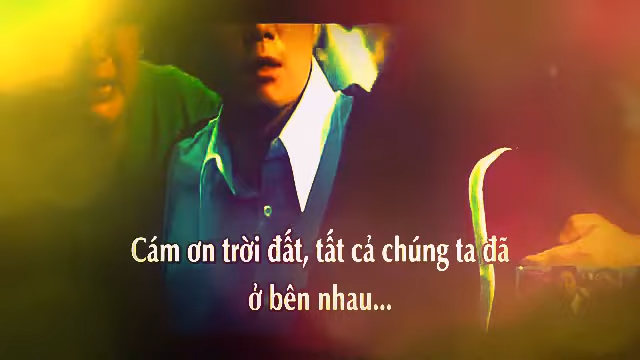 Cám ơn trời đất, tất cả chúng ta đã
ở bên nhau...